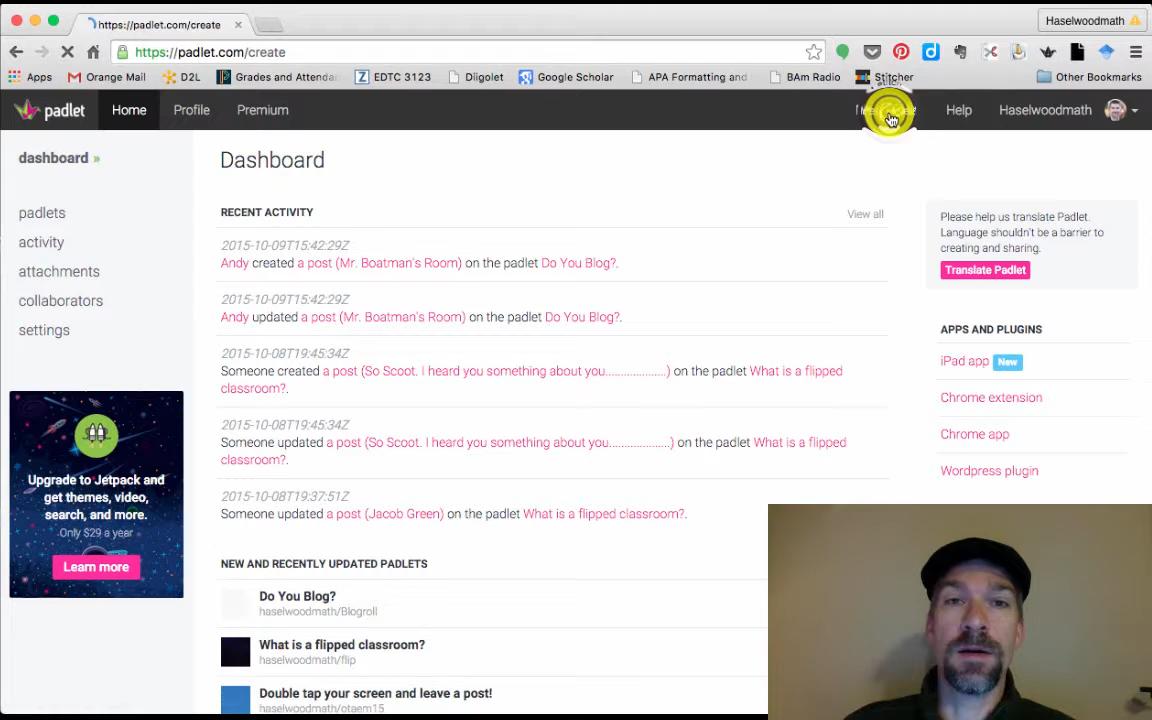 https://padlet.com/create
Haselwoodmath
https://padlet.com/create
Apps Orange Mail D2L Grades and Attenda EDTC 3123 Diigolet Google Scholar APA Formatting and BAm Radio Stitcher Other Bookmarks
padlet Home Profile Premium Help Haselwoodmath
dashboard »
padlets
activity
attachments
collaborators
settings
Upgrade to Jetpack and
get themes, video,
search, and more.
Only $29 a year
Learn more
Dashboard
RECENT ACTIVITY View all
2015-10-09T15:42:29Z
Andy created a post (Mr. Boatman's Room) on the padlet Do You Blog?.
2015-10-09T15:42:29Z
Andy updated a post (Mr. Boatman's Room) on the padlet Do You Blog?.
2015-10-08T19:45:34Z
Someone created a post (So Scoot. I heard you something about you.....................) on the padlet What is a flipped
classroom?.
2015-10-08T19:45:34Z
Someone updated a post (So Scoot. I heard you something about you.....................) on the padlet What is a flipped
classroom?.
2015-10-08T19:37:51Z
Someone updated a post (Jacob Green) on the padlet What is a flipped classroom?.
NEW AND RECENTLY UPDATED PADLETS
Do You Blog?
haselwoodmath/Blogroll
What is a flipped classroom?
haselwoodmath/flip
Double tap your screen and leave a post!
haselwoodmath/otaem15
Please help us translate Padlet.
Language shouldn't be a barrier to
creating and sharing.
Translate Padlet
APPS AND PLUGINS
iPad app New
Chrome extension
Chrome app
Wordpress plugin